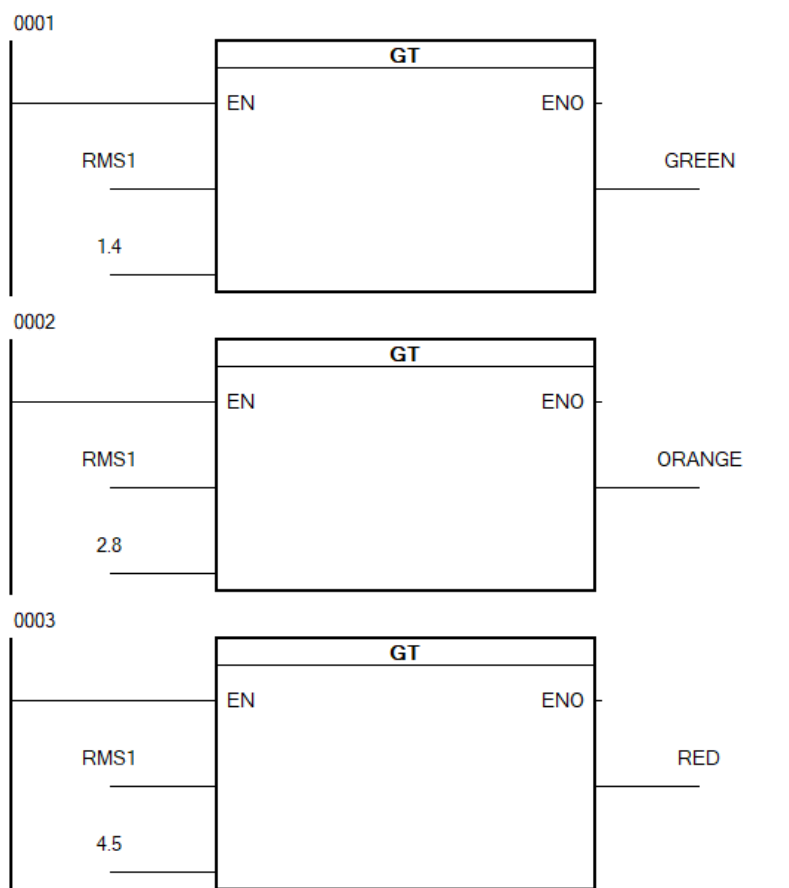 0001
GT
EN ENO
RMS1 GREEN
1.4
0002
GT
EN ENO
RMS1 ORANGE
2.8
0003
GT
EN ENO
RMS1 RED
4.5